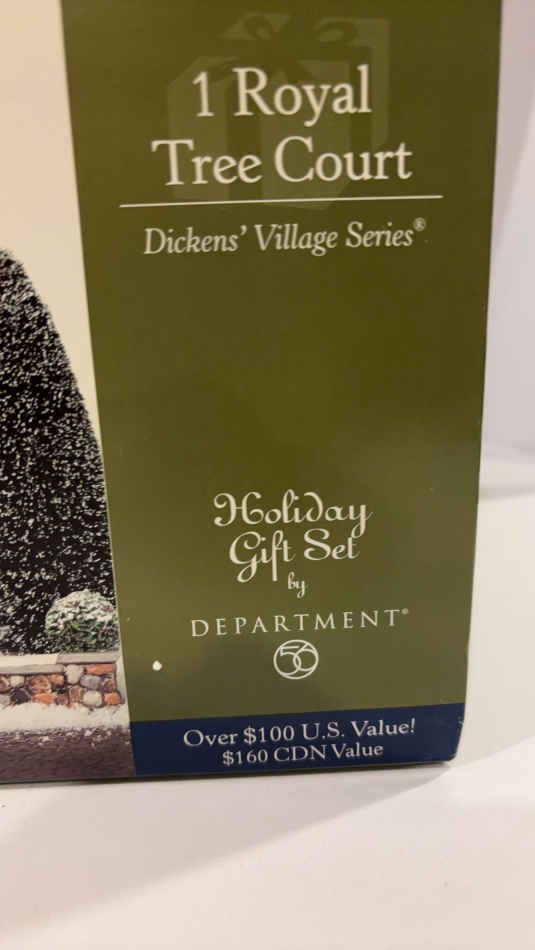 1 Royal
Tree Court
Dickens' Village Series®
Holiday
Gift Set
by
DEPARTMENT®
56
Over $100 U.S. Value!
$160 CDN Value